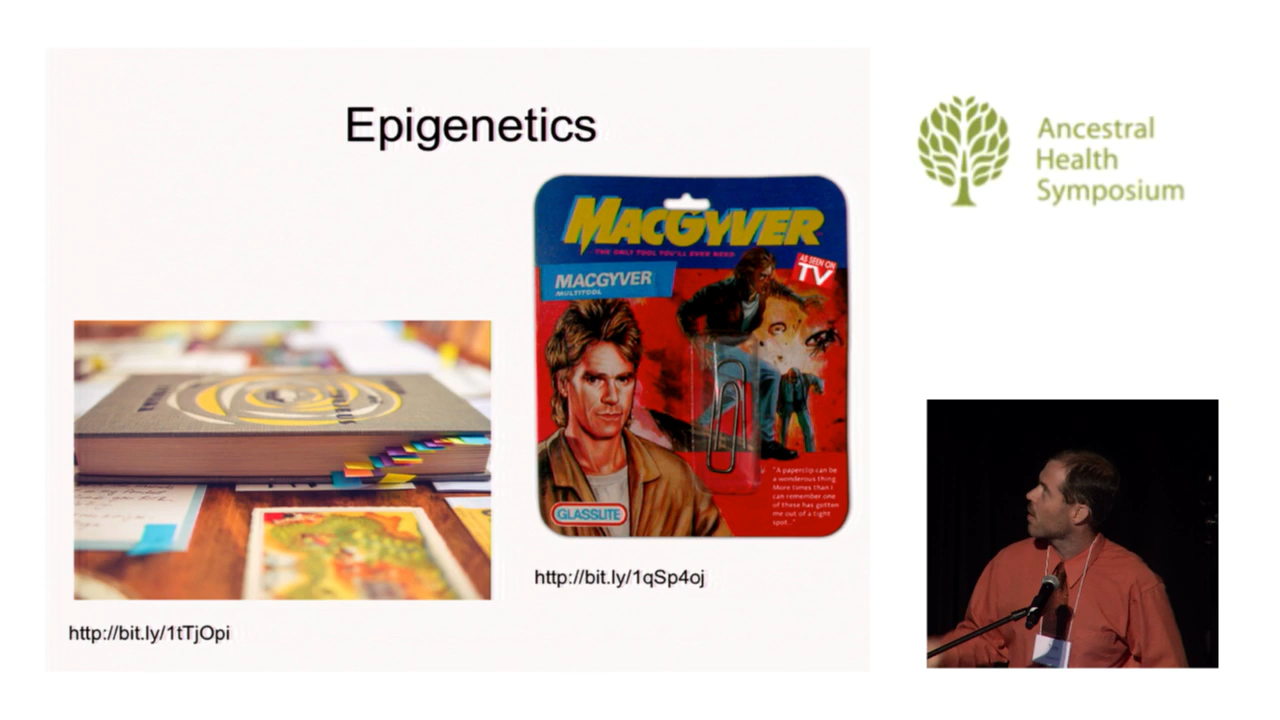 Epigenetics
MACGYVER
THE ONLY TOOL YOU'LL EVER NEED
AS SEEN ON
TV
MACGYVER
MULTITOOL
"A paperclip can be
a wonderous thing
More times than I
can remember one
of these has gotten
me out of a tight
spot..."
GLASSLITE
http://bit.ly/1qSp4oj
http://bit.ly/1tTjOpi
Ancestral
Health
Symposium